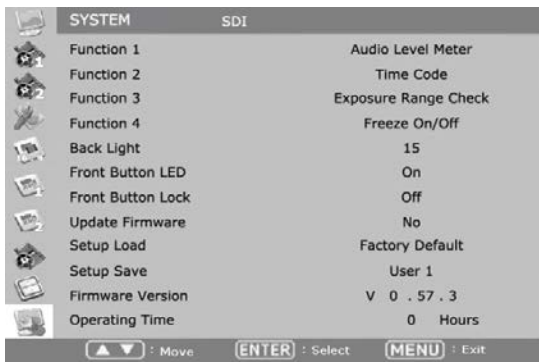 SYSTEM SDI
Function 1 Audio Level Meter
Function 2 Time Code
Function 3 Exposure Range Check
Function 4 Freeze On/Off
Back Light 15
Front Button LED On
Front Button Lock Off
Update Firmware No
Setup Load Factory Default
Setup Save User 1
Firmware Version V 0 . 57 . 3
Operating Time 0 Hours
▲ ▼ : Move ENTER : Select MENU : Exit